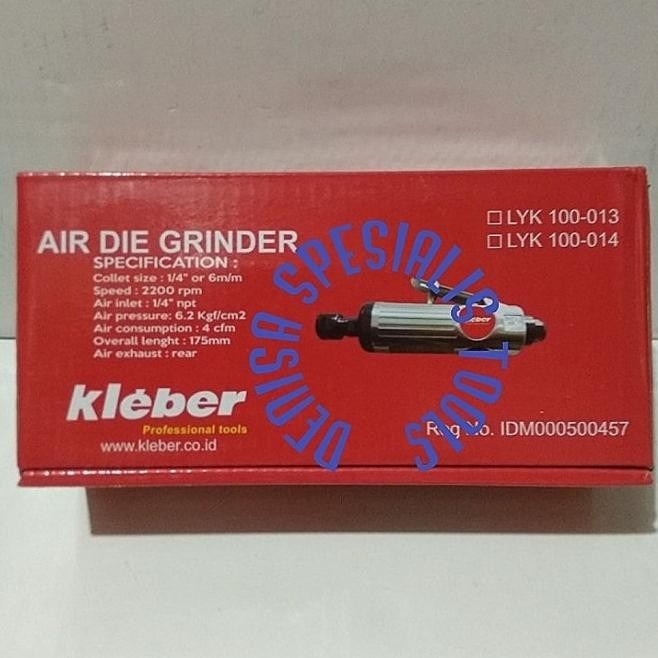 AIR DIE GRINDER
SPECIFICATION :
Collet size : 1/4" or 6m/m
Speed : 2200 rpm
Air inlet : 1/4" npt
Air pressure: 6.2 Kgf/cm2
Air consumption : 4 cfm
Overall lenght : 175mm
Air exhaust : rear
LYK 100-013
LYK 100-014
kleber
kléber
Professional tools
www.kleber.co.id
Reg No. IDM000500457
DENISA SPESIALIS TOOLS